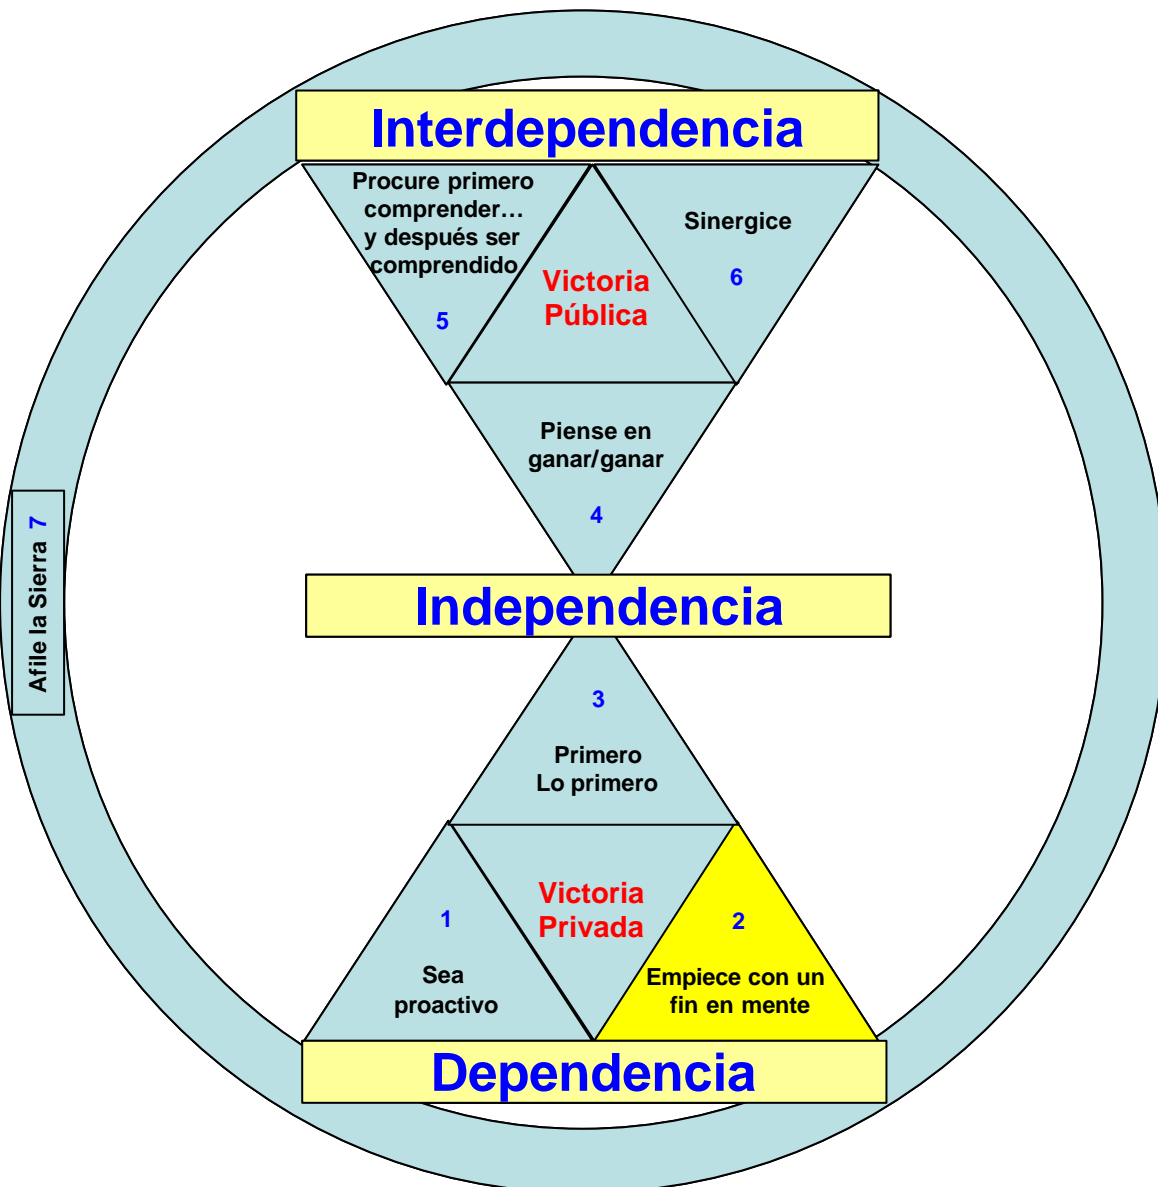 Interdependencia
Procure primero
comprender…
y después ser
comprendido
5
Victoria
Pública
Sinergice
6
Piense en
ganar/ganar
4
Afile la Sierra 7
Independencia
3
Primero
Lo primero
1
Sea
proactivo
Victoria
Privada
2
Empiece con un
fin en mente
Dependencia